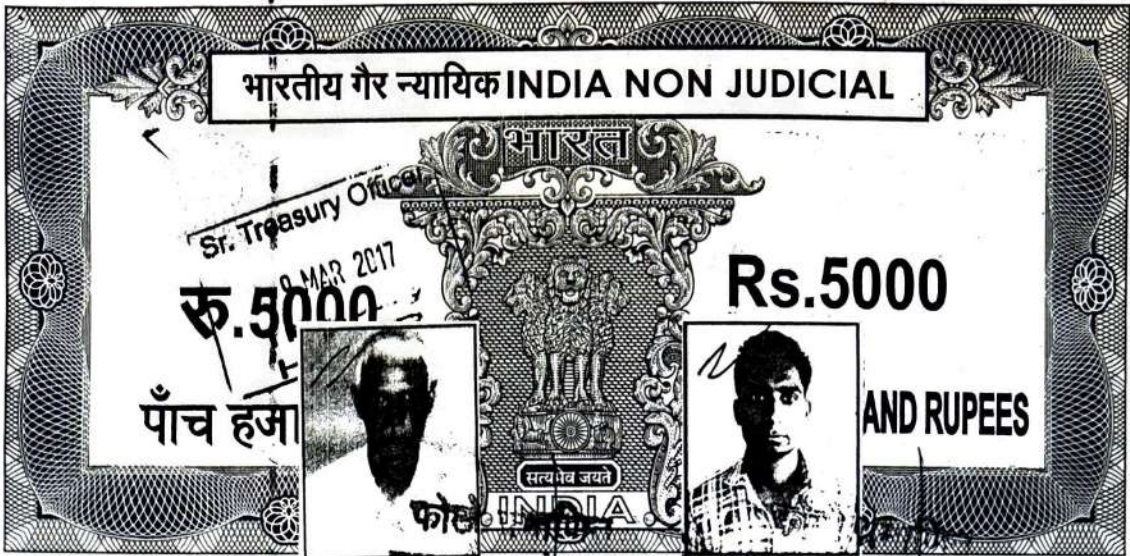 भारतीय गैर न्यायिक INDIA NON JUDICIAL
भारत
Sr. Treasury Officer
MAR 2017
रु.5000
Rs.5000
पाँच हजा
AND RUPEES
सत्यमेव जयते
INDIA